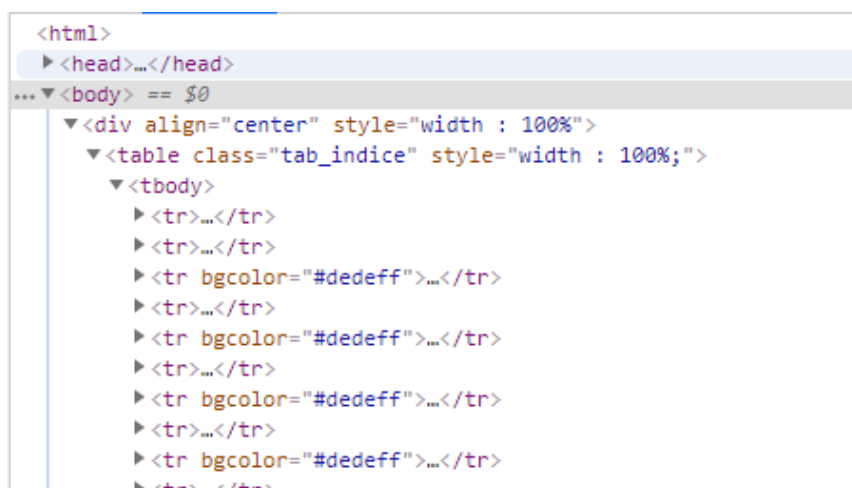 <html>
<head>…</head>
… <body> == $0
<div align="center" style="width : 100%">
<table class="tab_indice" style="width : 100%;">
<tbody>
<tr>…</tr>
<tr>…</tr>
<tr bgcolor="#dedeff">…</tr>
<tr>…</tr>
<tr bgcolor="#dedeff">…</tr>
<tr>…</tr>
<tr bgcolor="#dedeff">…</tr>
<tr>…</tr>
<tr bgcolor="#dedeff">…</tr>
<tr>…</tr>